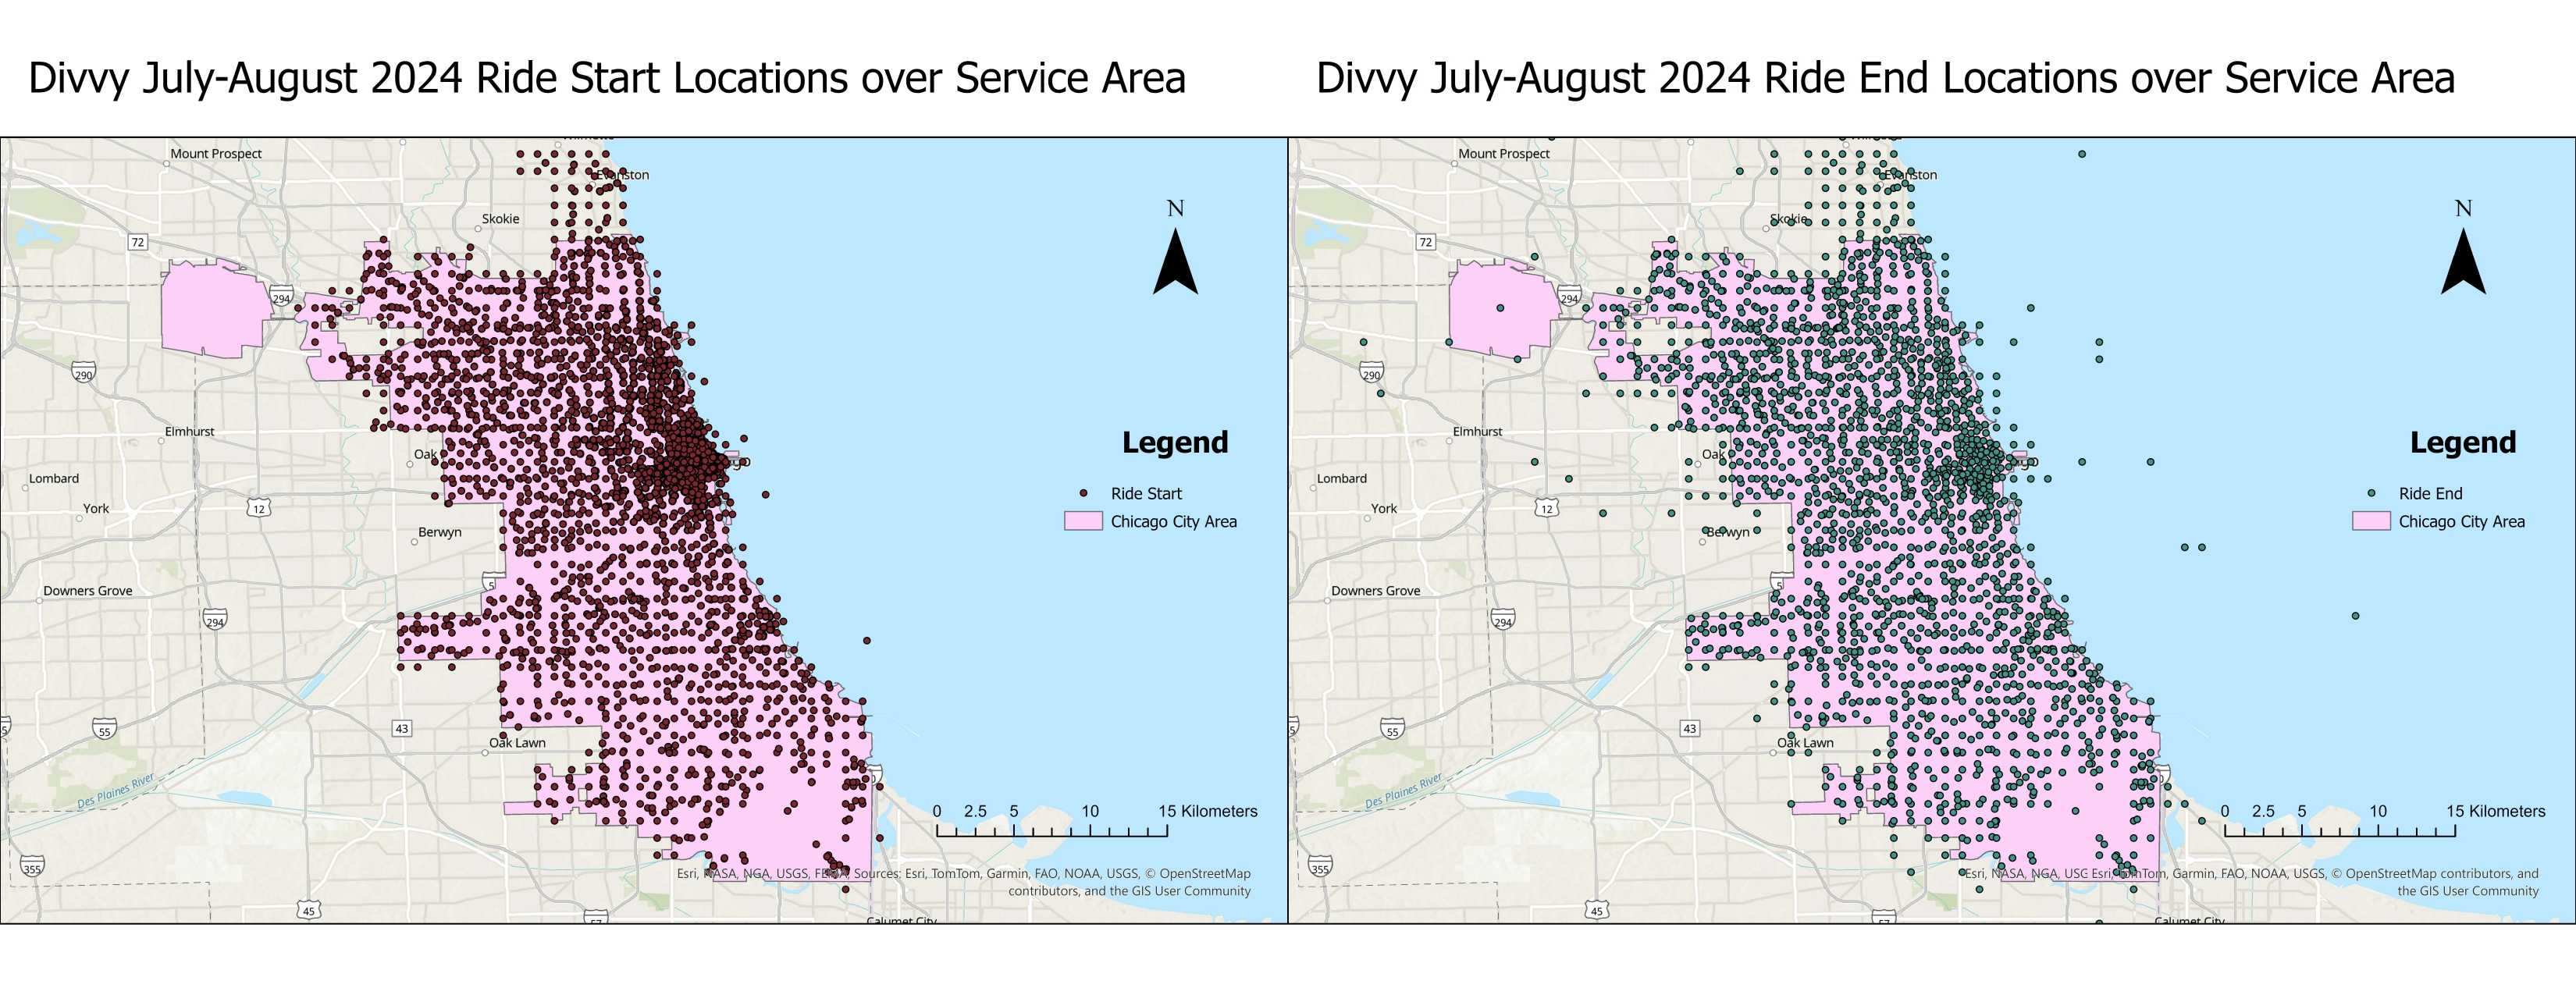 Divvy July-August 2024 Ride Start Locations over Service Area
Mount Prospect
Evanston
Skokie
N
72
294
290
Elmhurst
Oak
Lombard
York
12
Berwyn
Legend
Ride Start
Chicago City Area
5
Downers Grove
294
43
55
Oak Lawn
Des Plaines River
0 2.5 5 10 15 Kilometers
355
Esri, NASA, NGA, USGS, FEMA, Sources: Esri, TomTom, Garmin, FAO, NOAA, USGS, © OpenStreetMap
contributors, and the GIS User Community
45
57
Calumet City
Divvy July-August 2024 Ride End Locations over Service Area
Mount Prospect
Evanston
Skokie
N
72
294
290
Elmhurst
Oak
Lombard
York
12
Berwyn
Legend
Ride End
Chicago City Area
5
Downers Grove
294
43
55
Oak Lawn
Des Plaines River
0 2.5 5 10 15 Kilometers
355
Esri, NASA, NGA, USG Esri, TomTom, Garmin, FAO, NOAA, USGS, © OpenStreetMap contributors, and
the GIS User Community
45
57
Calumet City